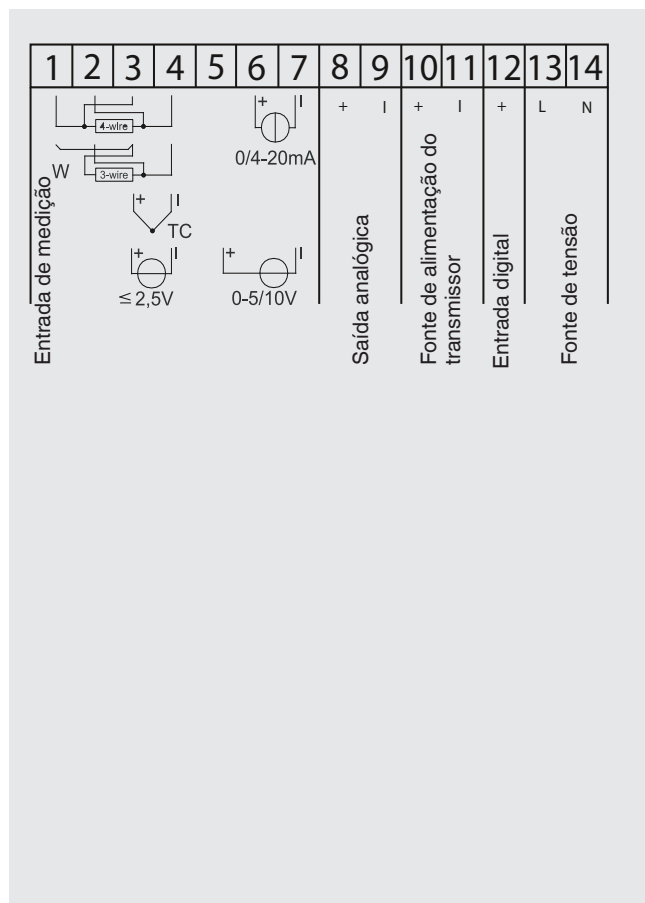 1 2 3 4 5 6 7 8 9 10 11 12 13 14
+ I + I + I + L N
4-wire
0/4-20mA
W 3-wire
+ I
TC
+ I + I
≤ 2,5V 0-5/10V
Entrada de medição
Saída analógica
Fonte de alimentação do
transmissor
Entrada digital
Fonte de tensão